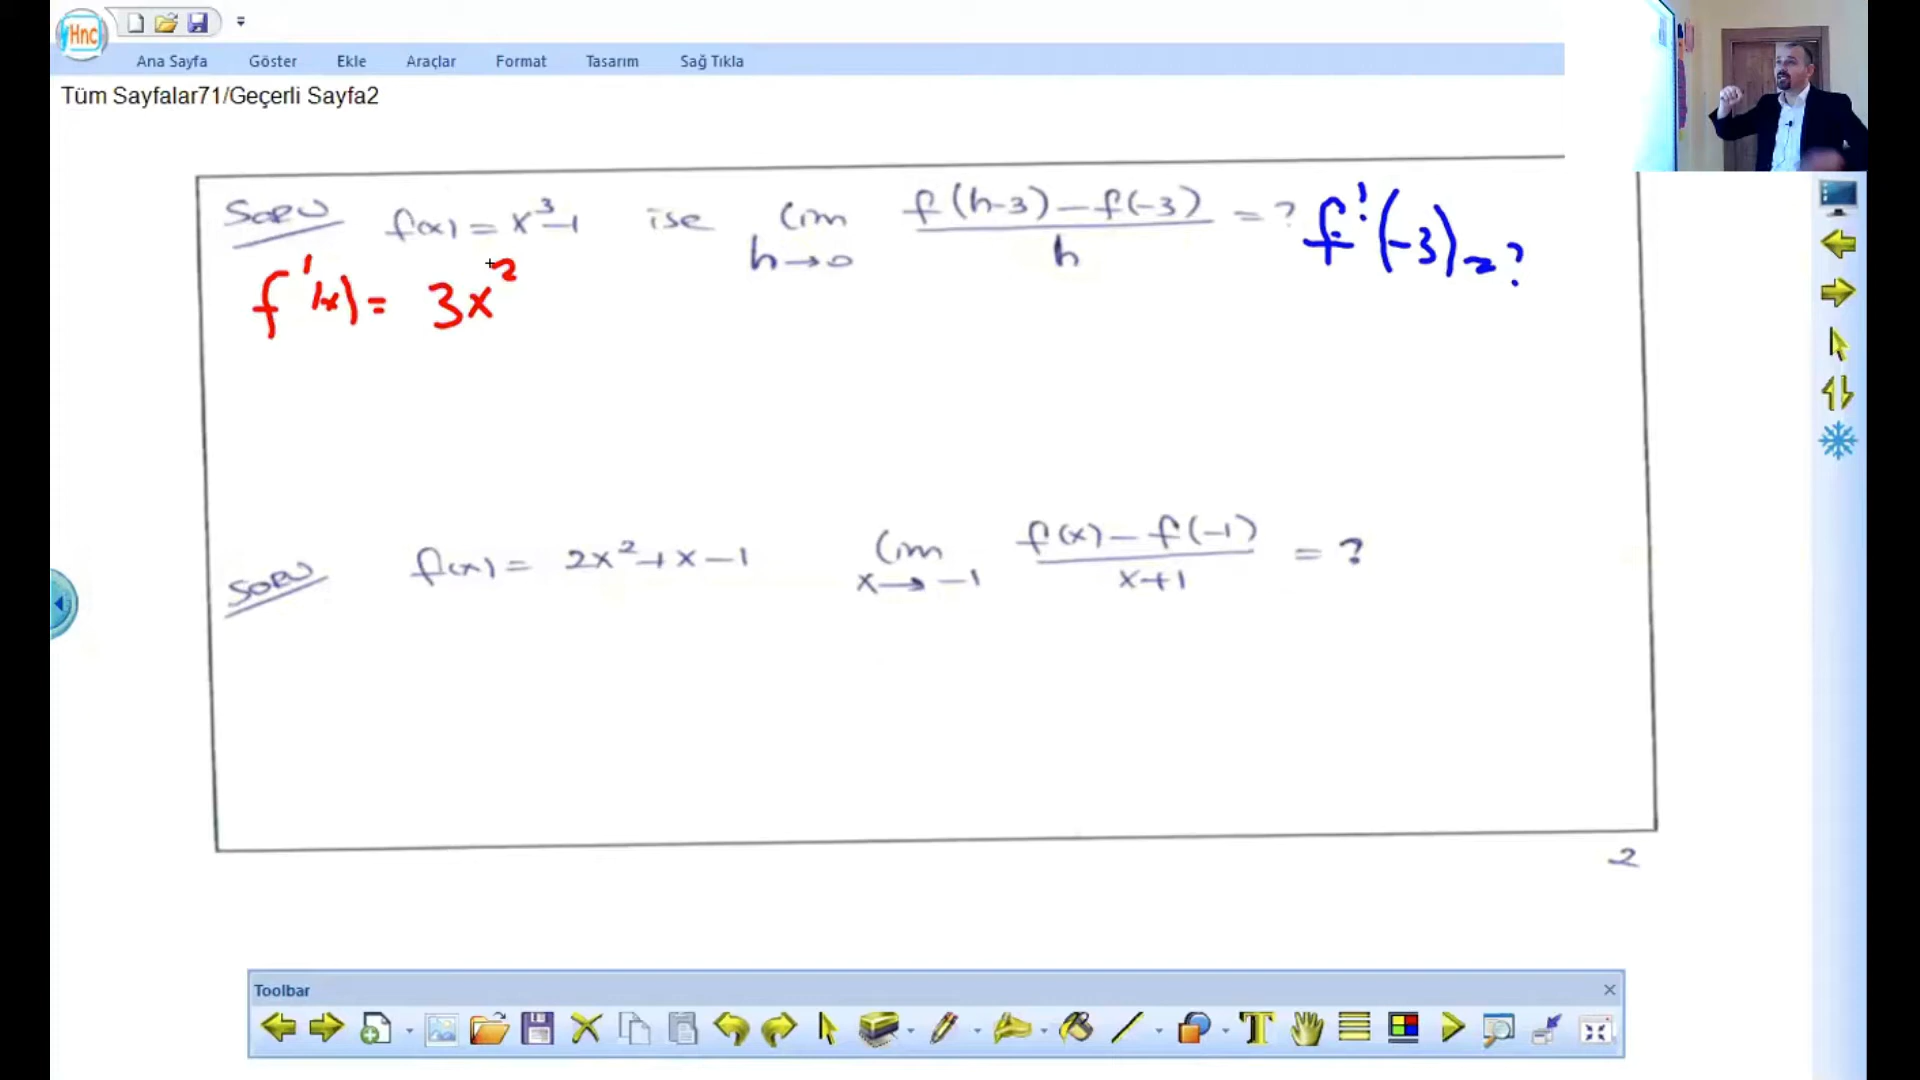 Hnc
Ana Sayfa Göster Ekle Araçlar Format Tasarım Sağ Tıkla
Tüm Sayfalar71/Geçerli Sayfa2
SORU f(x) = x³-1 ise lim h→0 f(h-3) - f(-3) / h = ? f'(-3) = ?
f'(x) = 3x²
SORU f(x) = 2x²+x-1 lim x→-1 f(x) - f(-1) / x+1 = ?
2
Toolbar